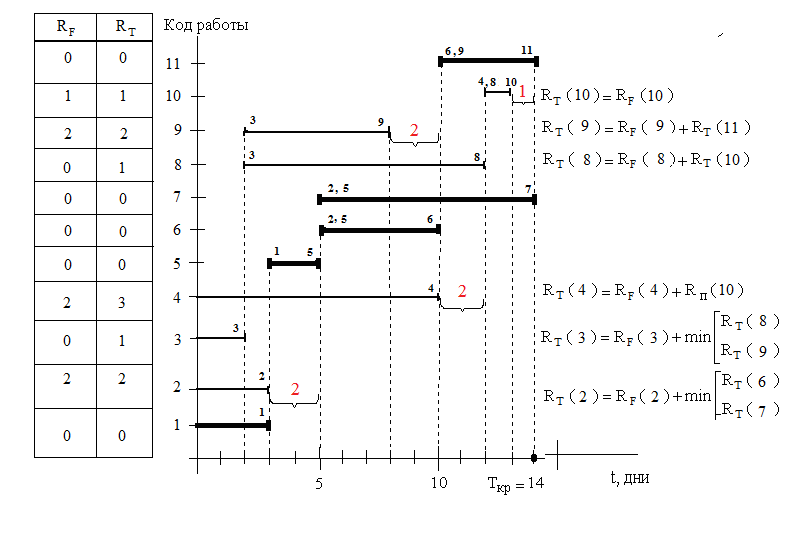 R_F R_T Код работы
0 0 11 6,9 11
1 1 10 4,8 10 1 R_T(10)=R_F(10)
2 2 9 3 9 2 R_T(9)=R_F(9)+R_T(11)
0 1 8 3 8 R_T(8)=R_F(8)+R_T(10)
0 0 7 2,5 7
0 0 6 2,5 6
0 0 5 1 5
2 3 4 4 2 R_T(4)=R_F(4)+R_П(10)
0 1 3 3 R_T(3)=R_F(3)+min[R_T(8)
R_T(9)
2 2 2 2 2 R_T(2)=R_F(2)+min[R_T(6)
R_T(7)
0 0 1 1
5 10 T_кр = 14 t, дни